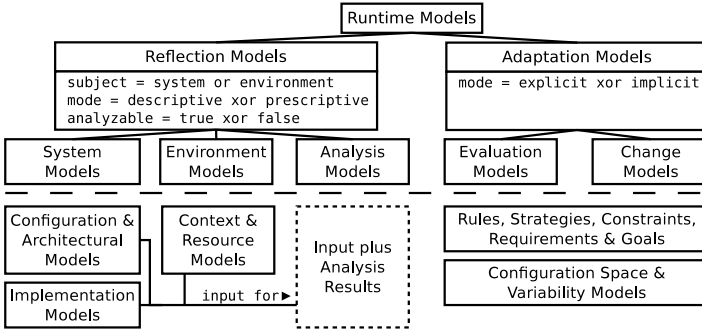 Runtime Models
Reflection Models
subject = system or environment
mode = descriptive xor prescriptive
analyzable = true xor false
Adaptation Models
mode = explicit xor implicit
System
Models
Environment
Models
Analysis
Models
Evaluation
Models
Change
Models
Configuration &
Architectural
Models
Context &
Resource
Models
Input plus
Analysis
Results
Rules, Strategies, Constraints,
Requirements & Goals
Implementation
Models
input for ►
Configuration Space &
Variability Models